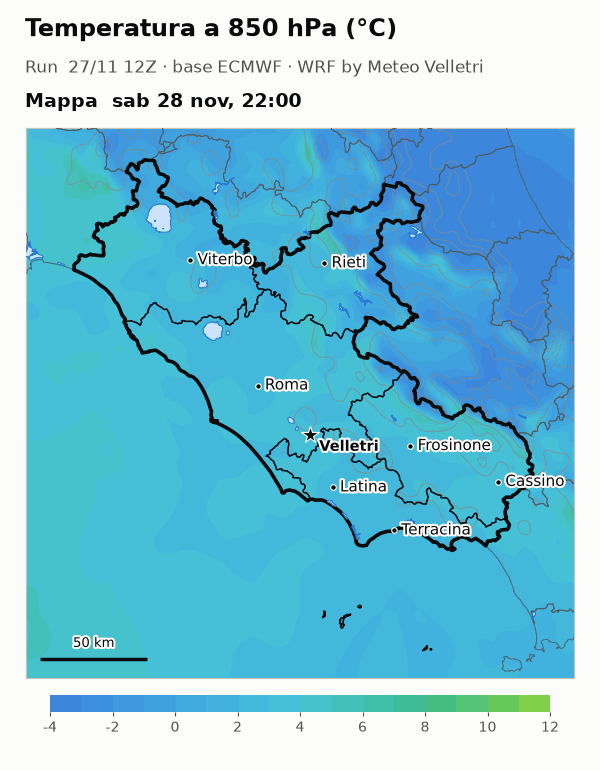 Temperatura a 850 hPa (°C)
Run 27/11 12Z · base ECMWF · WRF by Meteo Velletri
Mappa sab 28 nov, 22:00
Viterbo
Rieti
Roma
Velletri
Frosinone
Latina
Cassino
Terracina
50 km
-4 -2 0 2 4 6 8 10 12